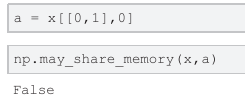 a = x[[0,1],0]
np.may_share_memory(x,a)
False